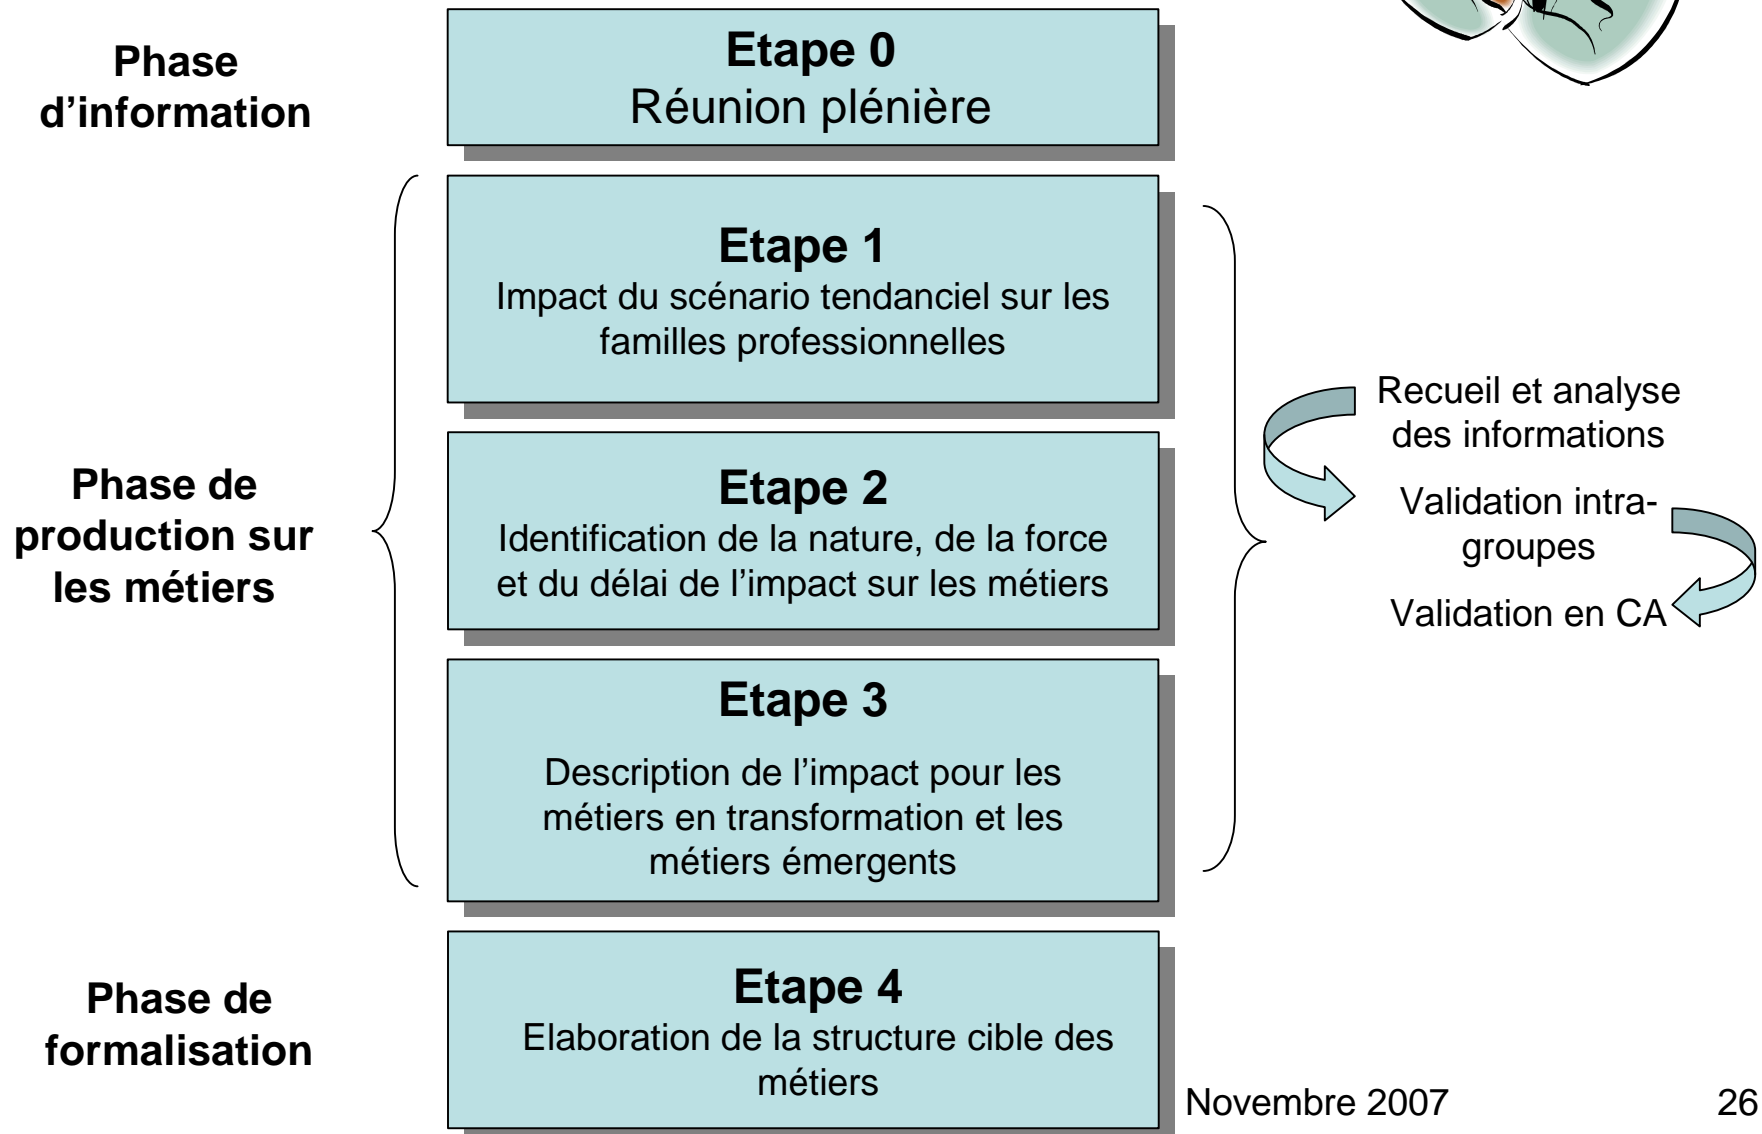 Phase
d’information
Etape 0
Réunion plénière
Phase de
production sur
les métiers
Etape 1
Impact du scénario tendanciel sur les
familles professionnelles
Etape 2
Identification de la nature, de la force
et du délai de l’impact sur les métiers
Etape 3
Description de l’impact pour les
métiers en transformation et les
métiers émergents
Recueil et analyse
des informations
Validation intra-
groupes
Validation en CA
Phase de
formalisation
Etape 4
Elaboration de la structure cible des
métiers
Novembre 2007
26